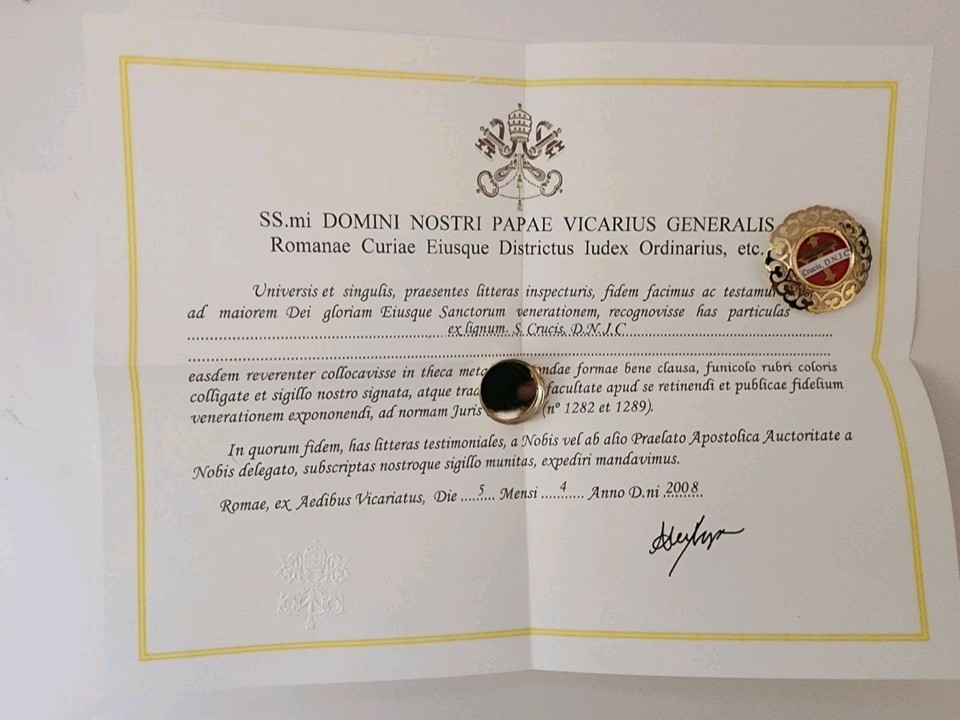 SS.mi DOMINI NOSTRI PAPAE VICARIUS GENERALIS
Romanae Curiae Eiusque Districtus Iudex Ordinarius, etc.
Crucis, D.N.J.C
Universis et singulis, praesentes litteras inspecturis, fidem facimus ac testamur
ad maiorem Dei gloriam Eiusque Sanctorum venerationem, recognovisse has particulas
ex lignum. S. Crucis, D.N.J.C
easdem reverenter collocavisse in theca ndae formae bene clausa, funicolo rubri coloris
colligate et sigillo nostro signata, atque facultate apud se retinendi et publicae fidelium
venerationem expononendi, ad normam Juris (nº 1282 et 1289).
In quorum fidem, has litteras testimoniales, a Nobis vel ab alio Praelato Apostolica Auctoritate a
Nobis delegato, subscriptas nostroque sigillo munitas, expediri mandavimus.
Romae, ex Aedibus Vicariatus, Die .....5..... Mensi .....4..... Anno D.ni 2008.